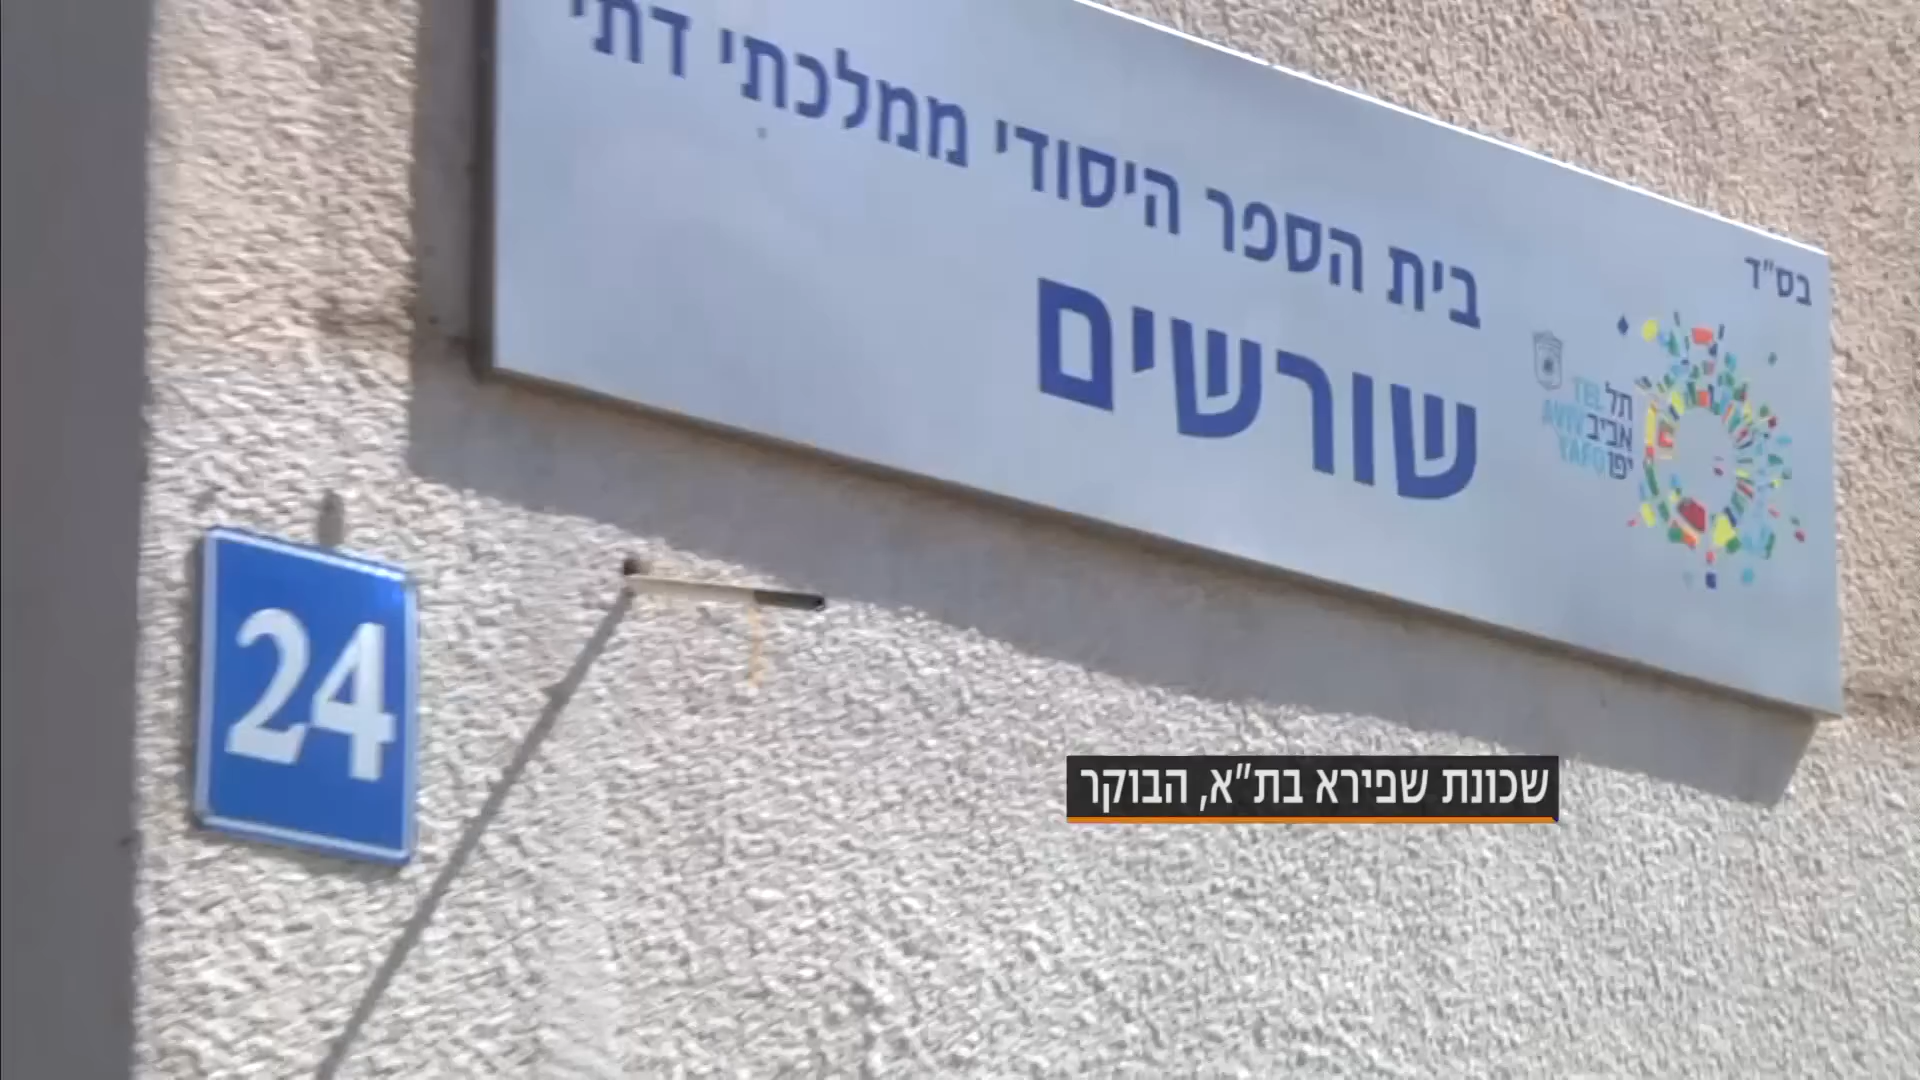 בס"ד
בית הספר היסודי ממלכתי דתי
שורשים
תל TEL
אביב AVIV
יפו YAFO
24
שכונת שפירא בת"א, הבוקר